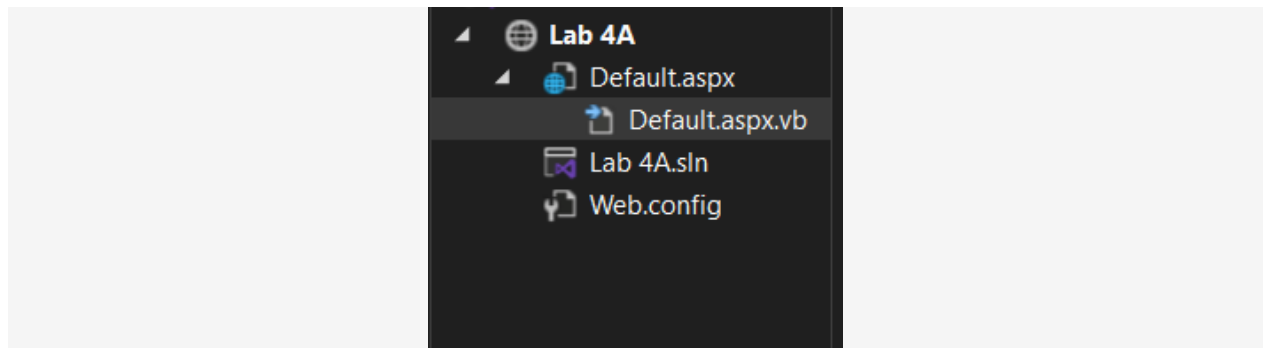 Lab 4A
Default.aspx
Default.aspx.vb
Lab 4A.sln
Web.config